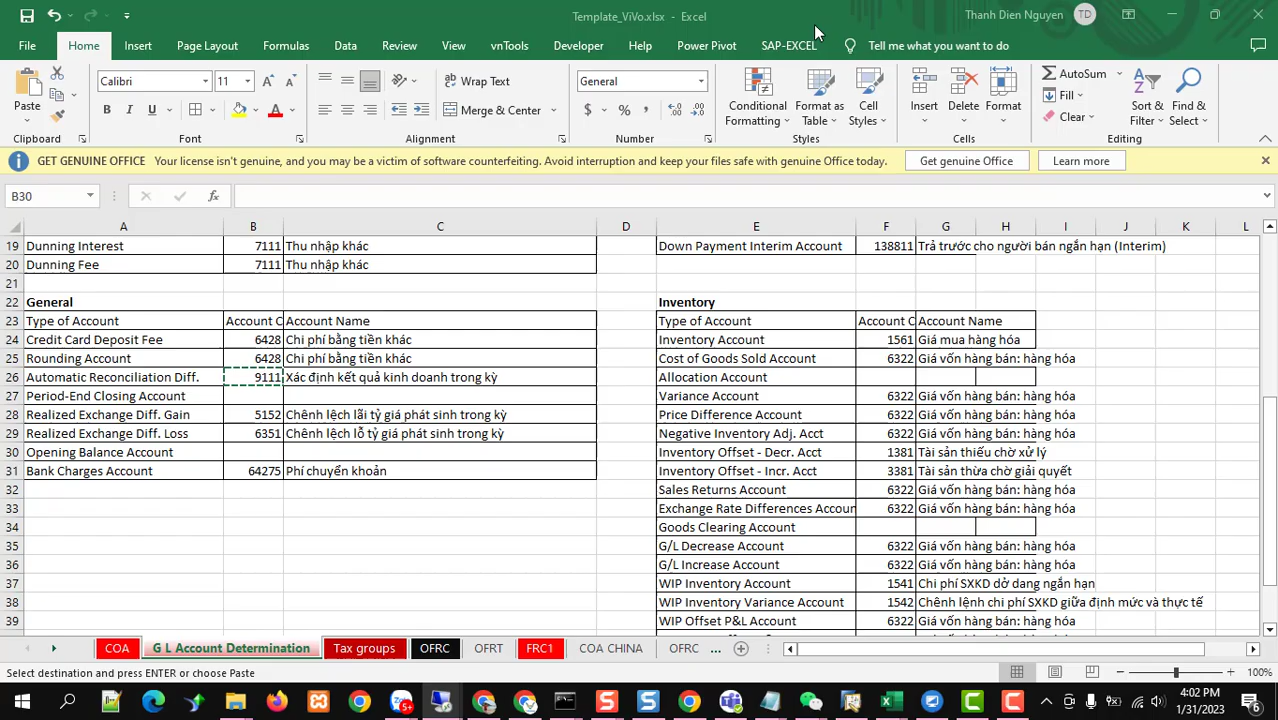 Template_ViVo.xlsx - Excel
Thanh Dien Nguyen TD
File Home Insert Page Layout Formulas Data Review View vnTools Developer Help Power Pivot SAP-EXCEL Tell me what you want to do
Paste
Clipboard
Calibri 11
B I U
Font
Wrap Text
Merge & Center
Alignment
General
$ % ,
Number
Conditional Formatting
Format as Table
Cell Styles
Styles
Insert Delete Format
Cells
AutoSum
Fill
Clear
Sort & Filter
Find & Select
Editing
GET GENUINE OFFICE Your license isn't genuine, and you may be a victim of software counterfeiting. Avoid interruption and keep your files safe with genuine Office today. Get genuine Office Learn more
B30 fx
A B C D E F G H I J K L
19 Dunning Interest 7111 Thu nhập khác Down Payment Interim Account 138811 Trả trước cho người bán ngắn hạn (Interim)
20 Dunning Fee 7111 Thu nhập khác
21
22 General Inventory
23 Type of Account Account C Account Name Type of Account Account C Account Name
24 Credit Card Deposit Fee 6428 Chi phí bằng tiền khác Inventory Account 1561 Giá mua hàng hóa
25 Rounding Account 6428 Chi phí bằng tiền khác Cost of Goods Sold Account 6322 Giá vốn hàng bán: hàng hóa
26 Automatic Reconciliation Diff. 9111 Xác định kết quả kinh doanh trong kỳ Allocation Account
27 Period-End Closing Account Variance Account 6322 Giá vốn hàng bán: hàng hóa
28 Realized Exchange Diff. Gain 5152 Chênh lệch lãi tỷ giá phát sinh trong kỳ Price Difference Account 6322 Giá vốn hàng bán: hàng hóa
29 Realized Exchange Diff. Loss 6351 Chênh lệch lỗ tỷ giá phát sinh trong kỳ Negative Inventory Adj. Acct 6322 Giá vốn hàng bán: hàng hóa
30 Opening Balance Account Inventory Offset - Decr. Acct 1381 Tài sản thiếu chờ xử lý
31 Bank Charges Account 64275 Phí chuyển khoản Inventory Offset - Incr. Acct 3381 Tài sản thừa chờ giải quyết
32 Sales Returns Account 6322 Giá vốn hàng bán: hàng hóa
33 Exchange Rate Differences Accoun 6322 Giá vốn hàng bán: hàng hóa
34 Goods Clearing Account
35 G/L Decrease Account 6322 Giá vốn hàng bán: hàng hóa
36 G/L Increase Account 6322 Giá vốn hàng bán: hàng hóa
37 WIP Inventory Account 1541 Chi phí SXKD dở dang ngắn hạn
38 WIP Inventory Variance Account 1542 Chênh lệnh chi phí SXKD giữa định mức và thực tế
39 WIP Offset P&L Account 6322 Giá vốn hàng bán: hàng hóa
COA G L Account Determination Tax groups OFRC OFRT FRC1 COA CHINA OFRC ...
Select destination and press ENTER or choose Paste
100%
4:02 PM
1/31/2023